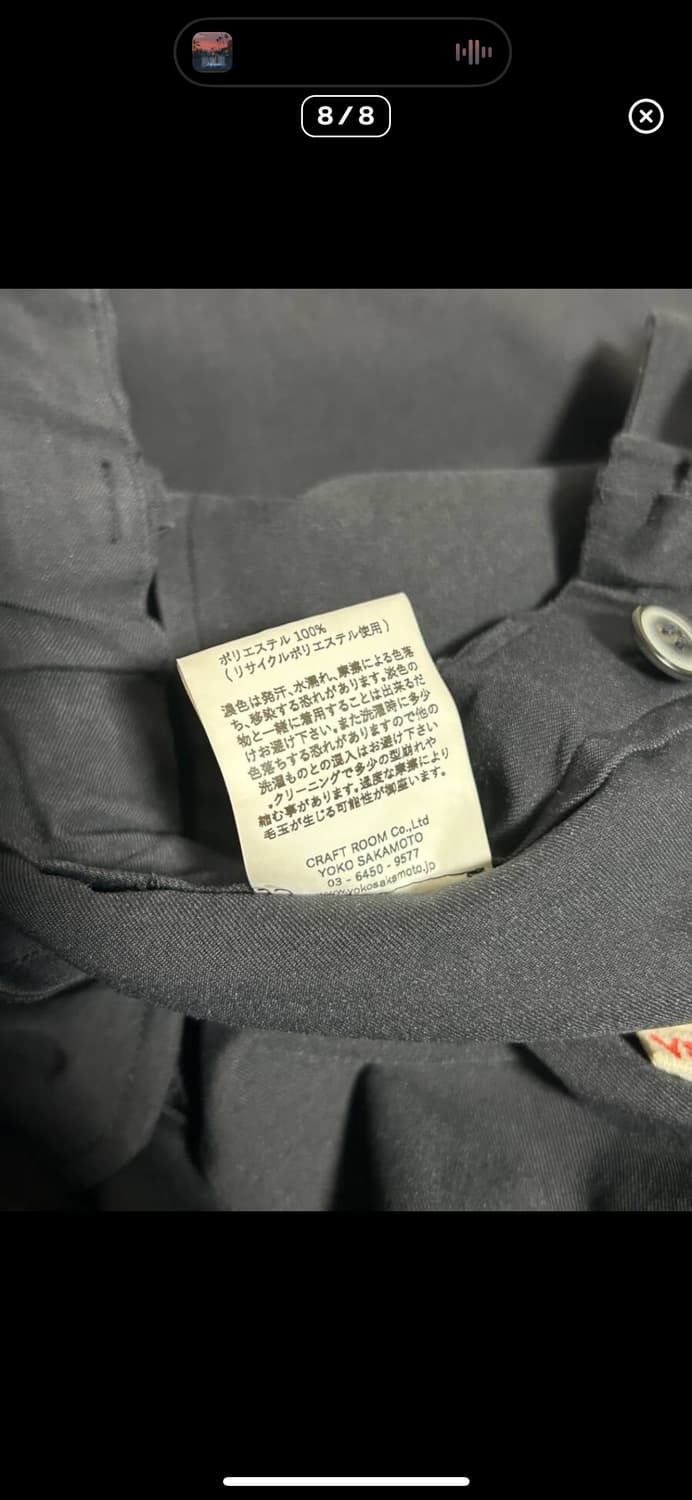 8/8
ポリエステル 100%
(リサイクルポリエステル使用)
濃色は発汗、水濡れ、摩擦による色落
ち、移染する恐れがあります。淡色の
物と一緒に着用することは出来るだ
けお避け下さい。また洗濯時に多少
色落ちする恐れがありますので他の
洗濯ものとの混入はお避け下さい
・クリーニングで多少の型崩れや
縮む事があります。過度な摩擦により
毛玉が生じる可能性が御座います。
CRAFT ROOM Co.,Ltd
YOKO SAKAMOTO
03 - 6450 - 9577
www.yokosakamoto.jp